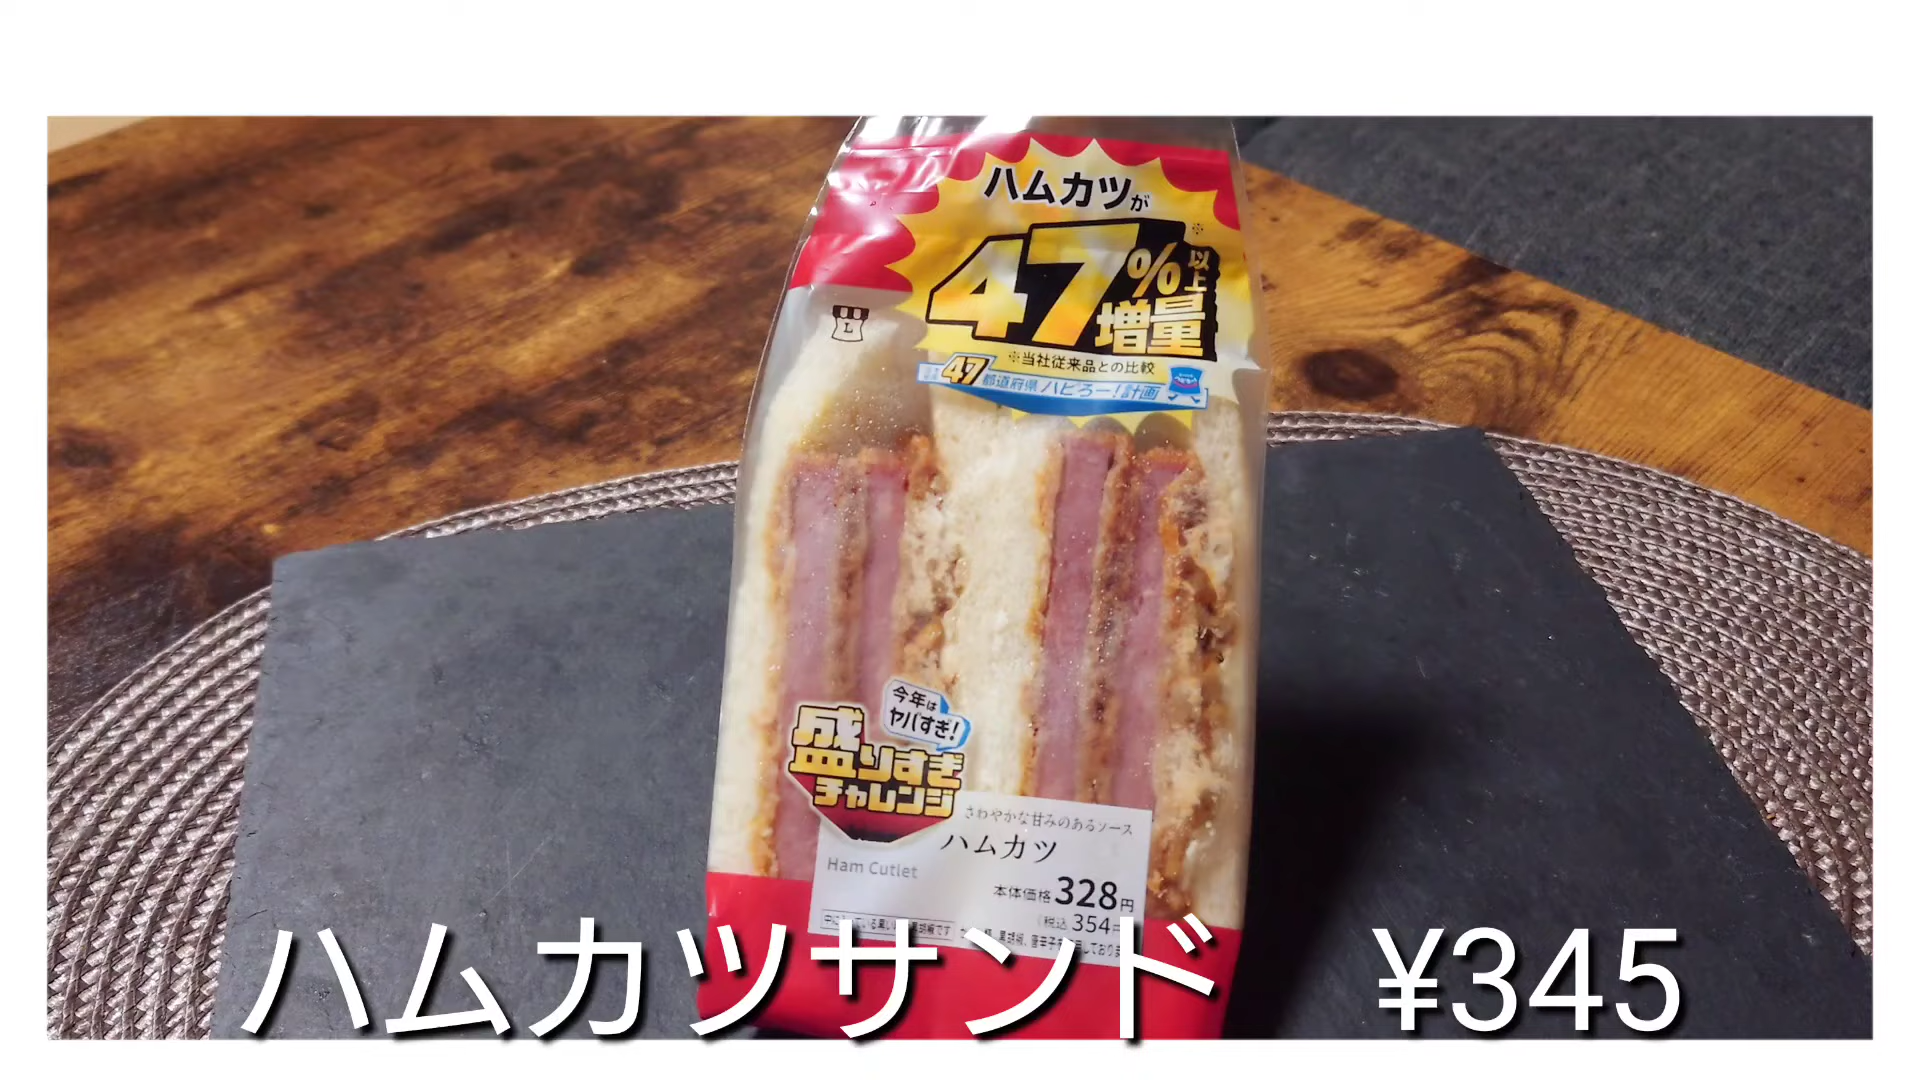 ハムカツが
47%以上増量※
※当社従来品との比較
47都道府県ハピろー!計画
L
今年は
ヤバすぎ!
盛りすぎ
チャレンジ
さわやかな甘みのあるソース
ハムカツ
Ham Cutlet
本体価格328円
(税込354円
ハムカツサンド ¥345